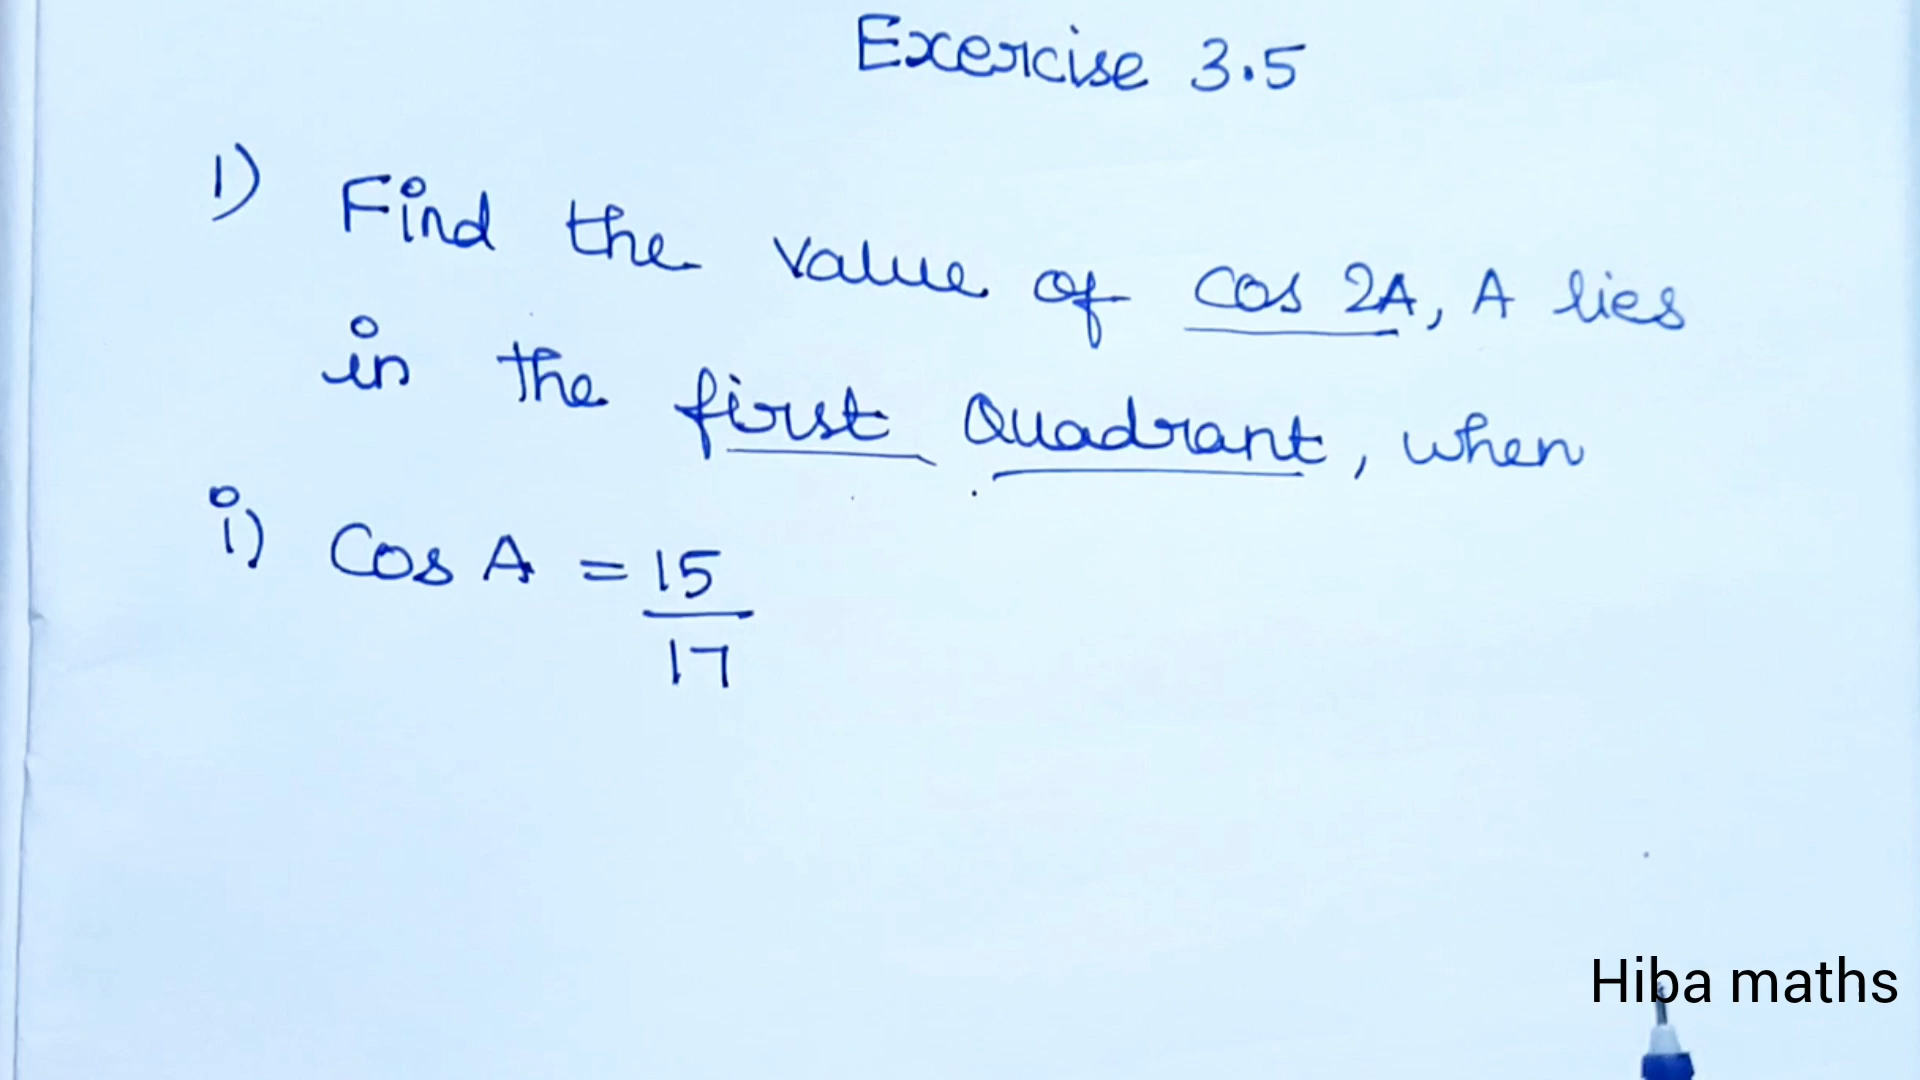 Exercise 3.5
1) Find the value of cos 2A, A lies
in the first Quadrant, when
i) Cos A = 15
17
Hiba maths